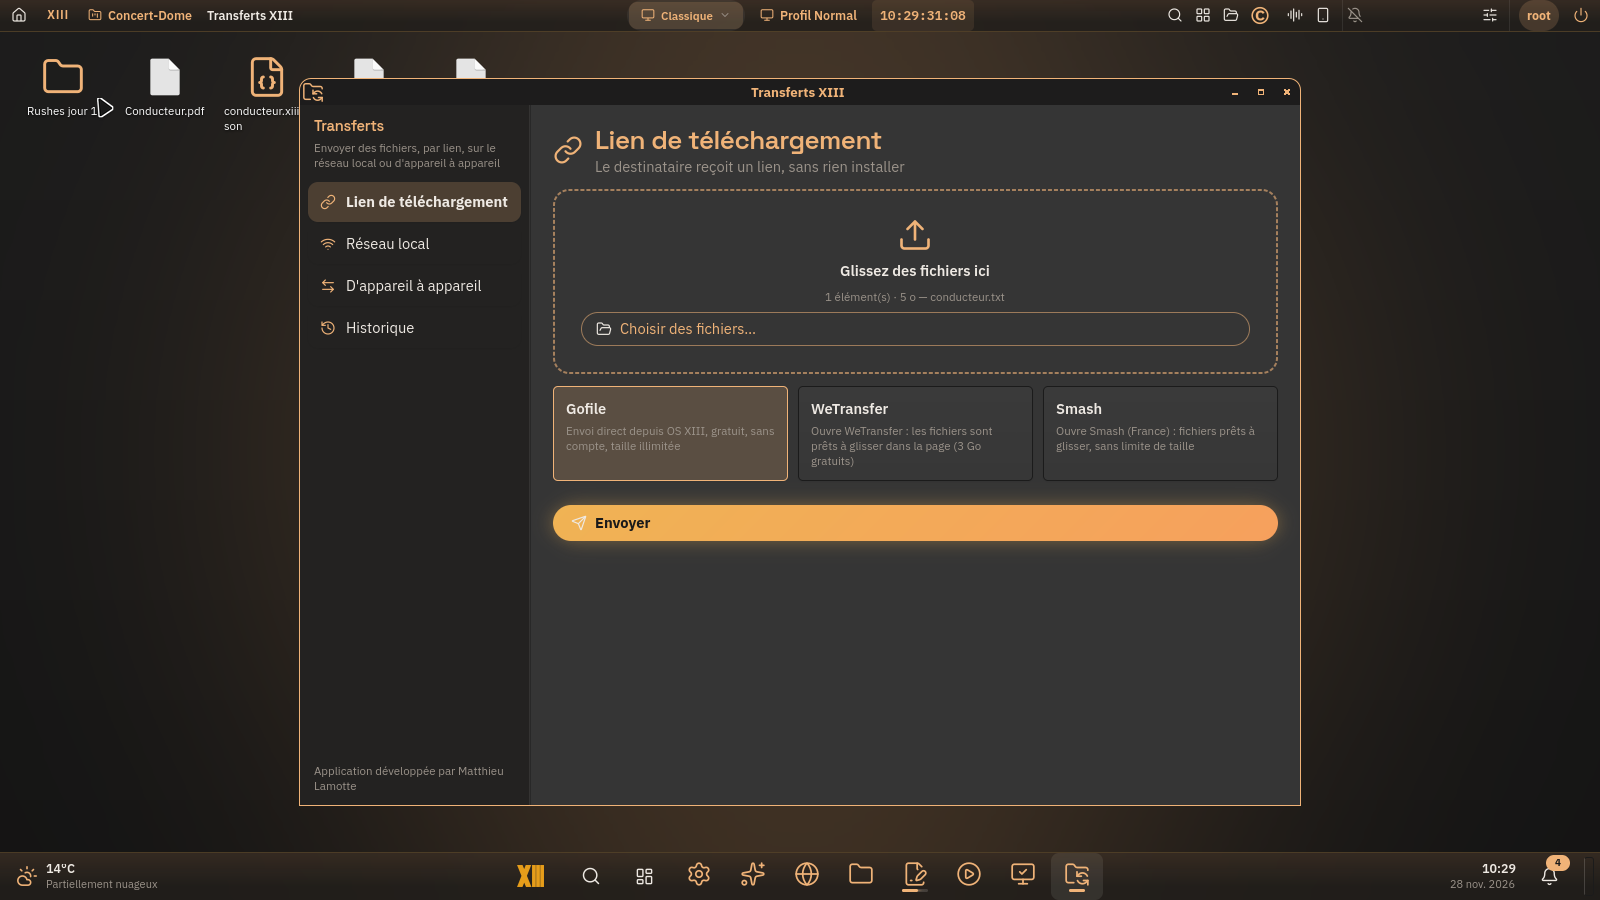 XIII Concert-Dome Transferts XIII Classique Profil Normal 10:29:31:08 root
Rushes jour 1
Conducteur.pdf
conducteur.xiii
son
Transferts XIII
Transferts
Envoyer des fichiers, par lien, sur le
réseau local ou d'appareil à appareil
Lien de téléchargement
Réseau local
D'appareil à appareil
Historique
Application développée par Matthieu
Lamotte
Lien de téléchargement
Le destinataire reçoit un lien, sans rien installer
Glissez des fichiers ici
1 élément(s) · 5 o — conducteur.txt
Choisir des fichiers...
Gofile
Envoi direct depuis OS XIII, gratuit, sans
compte, taille illimitée
WeTransfer
Ouvre WeTransfer : les fichiers sont
prêts à glisser dans la page (3 Go
gratuits)
Smash
Ouvre Smash (France) : fichiers prêts à
glisser, sans limite de taille
Envoyer
14°C
Partiellement nuageux
XIII
10:29
28 nov. 2026
4